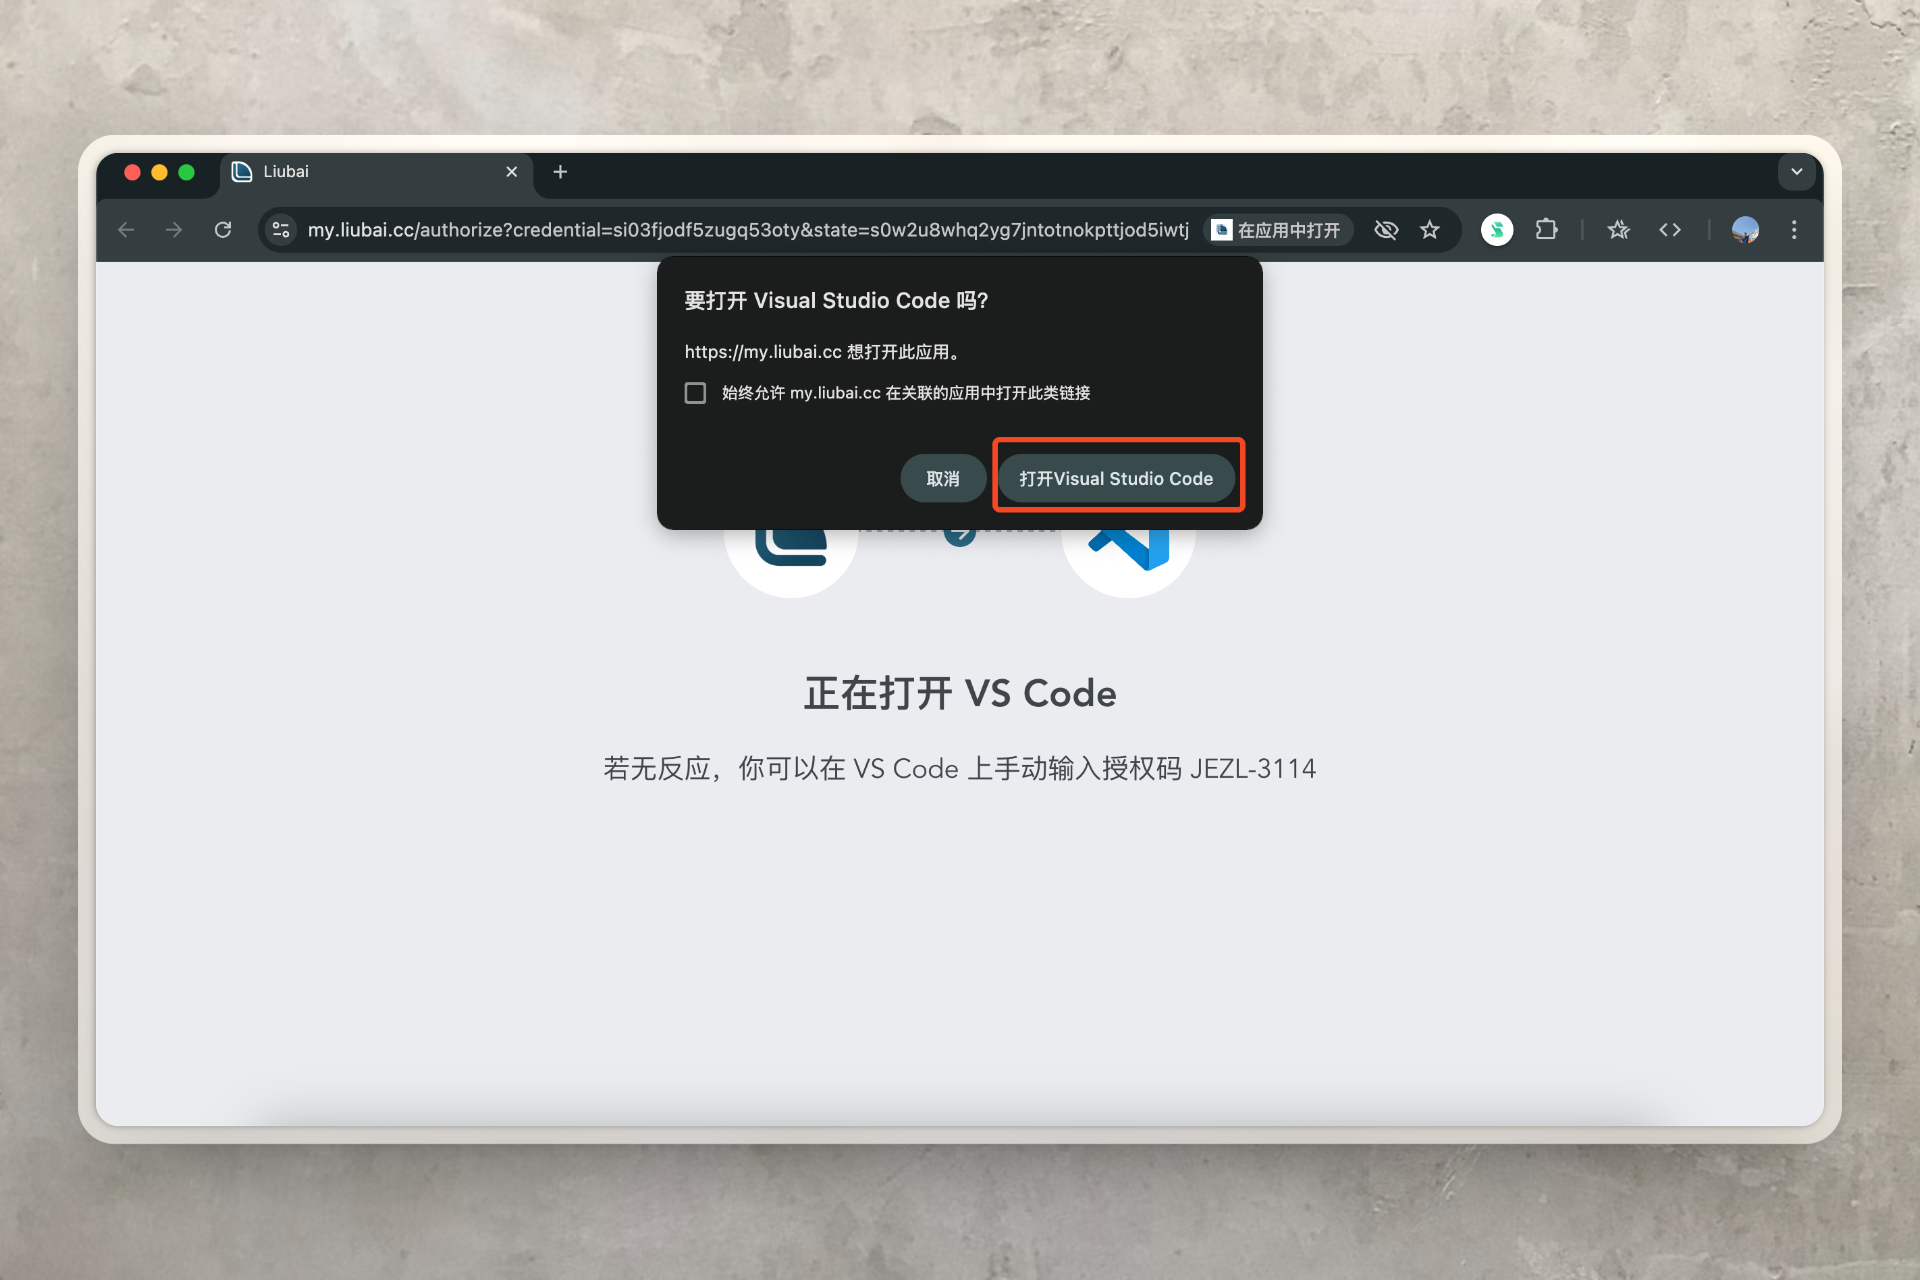 Liubai
my.liubai.cc/authorize?credential=si03fjodf5zugq53oty&state=s0w2u8whq2yg7jntotnokpttjod5iwtj
在应用中打开
要打开 Visual Studio Code 吗?
https://my.liubai.cc 想打开此应用。
始终允许 my.liubai.cc 在关联的应用中打开此类链接
取消
打开Visual Studio Code
正在打开 VS Code
若无反应，你可以在 VS Code 上手动输入授权码 JEZL-3114